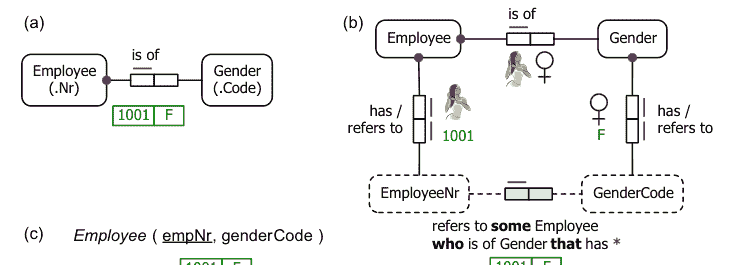 (a)
is of
Employee
(.Nr)
Gender
(.Code)
1001 F
(b)
is of
Employee
Gender
has /
refers to
1001
F
has /
refers to
EmployeeNr
GenderCode
refers to some Employee
who is of Gender that has *
(c) Employee ( empNr, genderCode )
1001 F